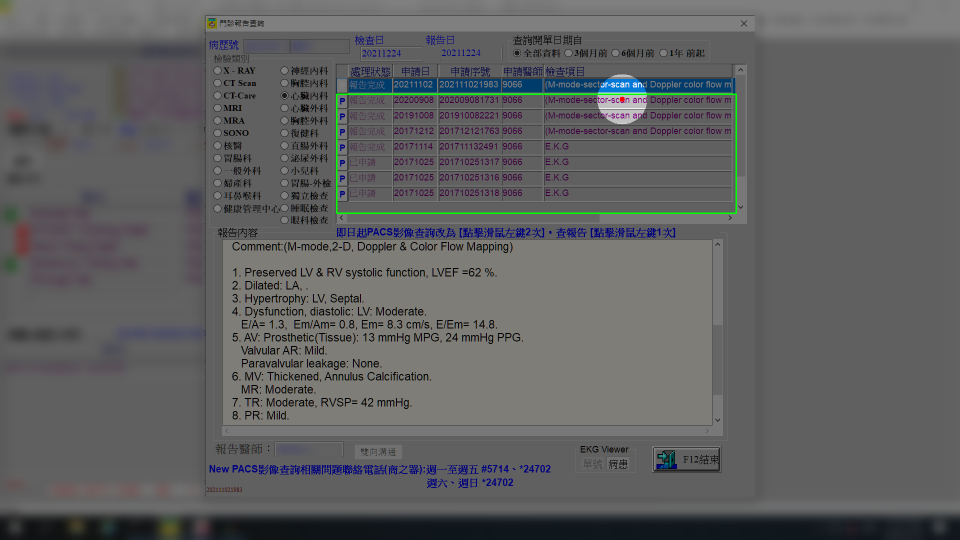 門診報告查詢
病歷號
檢查日 報告日
20211224 20211224
查詢開單日期自
全部資料 3個月前 6個月前 1年 前起
檢驗類別
X - RAY 神經內科
CT Scan 胸腔內科
CT-Care 心臟內科
MRI 心臟外科
MRA 胸腔外科
SONO 復健科
核醫 直腸外科
胃腸科 泌尿外科
一般外科 小兒科
婦產科 胃腸-外檢
耳鼻喉科 獨立檢查
健康管理中心 睡眠檢查
眼科檢查
處理狀態 申請日 申請序號 申請醫師 檢查項目
報告完成 20211102 202111021983 9066 (M-mode-sector-scan and Doppler color flow m
P 報告完成 20200908 202009081731 9066 (M-mode-sector-scan and Doppler color flow m
P 報告完成 20191008 201910082221 9066 (M-mode-sector-scan and Doppler color flow m
P 報告完成 20171212 201712121763 9066 (M-mode-sector-scan and Doppler color flow m
P 報告完成 20171114 201711132491 9066 E.K.G
P 已申請 20171025 201710251317 9066 E.K.G
P 已申請 20171025 201710251316 9066 E.K.G
P 已申請 20171025 201710251318 9066 E.K.G
報告內容
即日起PACS影像查詢改為 [點擊滑鼠左鍵2次]，查報告 [點擊滑鼠左鍵1次]
Comment:(M-mode,2-D, Doppler & Color Flow Mapping)
1. Preserved LV & RV systolic function, LVEF =62 %.
2. Dilated: LA, .
3. Hypertrophy: LV, Septal.
4. Dysfunction, diastolic: LV: Moderate.
E/A= 1.3, Em/Am= 0.8, Em= 8.3 cm/s, E/Em= 14.8.
5. AV: Prosthetic(Tissue): 13 mmHg MPG, 24 mmHg PPG.
Valvular AR: Mild.
Paravalvular leakage: None.
6. MV: Thickened, Annulus Calcification.
MR: Moderate.
7. TR: Moderate, RVSP= 42 mmHg.
8. PR: Mild.
報告醫師：
雙向溝通
EKG Viewer
單號 病患
F12結束
New PACS影像查詢相關問題聯絡電話(商之器):週一至週五 #5714、*24702
週六、週日 *24702
202111021983